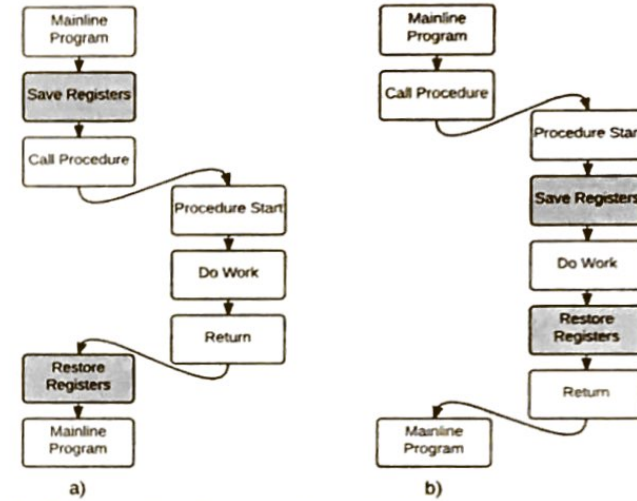 Mainline
Program
Save Registers
Call Procedure
Procedure Start
Do Work
Return
Restore
Registers
Mainline
Program
a)
Mainline
Program
Call Procedure
Procedure Star
Save Registers
Do Work
Restore
Registers
Return
Mainline
Program
b)